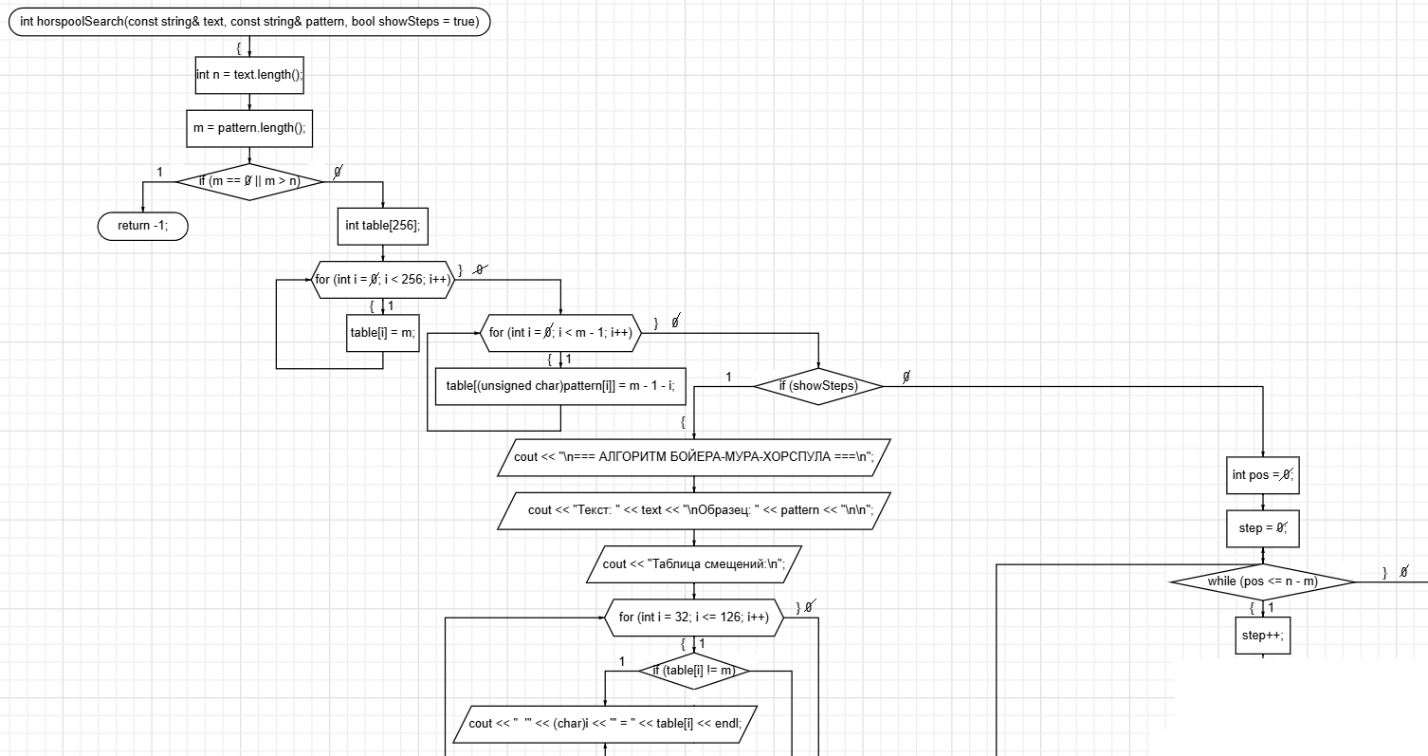 int horspoolSearch(const string& text, const string& pattern, bool showSteps = true)
{
int n = text.length();
m = pattern.length();
if (m == 0 || m > n)
1
0
return -1;
int table[256];
for (int i = 0; i < 256; i++)
} 0
{ 1
table[i] = m;
for (int i = 0; i < m - 1; i++)
} 0
{ 1
table[(unsigned char)pattern[i]] = m - 1 - i;
if (showSteps)
1
0
{
cout << "\n=== АЛГОРИТМ БОЙЕРА-МУРА-ХОРСПУЛА ===\n";
cout << "Текст: " << text << "\nОбразец: " << pattern << "\n\n";
cout << "Таблица смещений:\n";
for (int i = 32; i <= 126; i++)
} 0
{ 1
if (table[i] != m)
1
cout << "  '" << (char)i << "' = " << table[i] << endl;
int pos = 0;
step = 0;
while (pos <= n - m)
} 0
{ 1
step++;